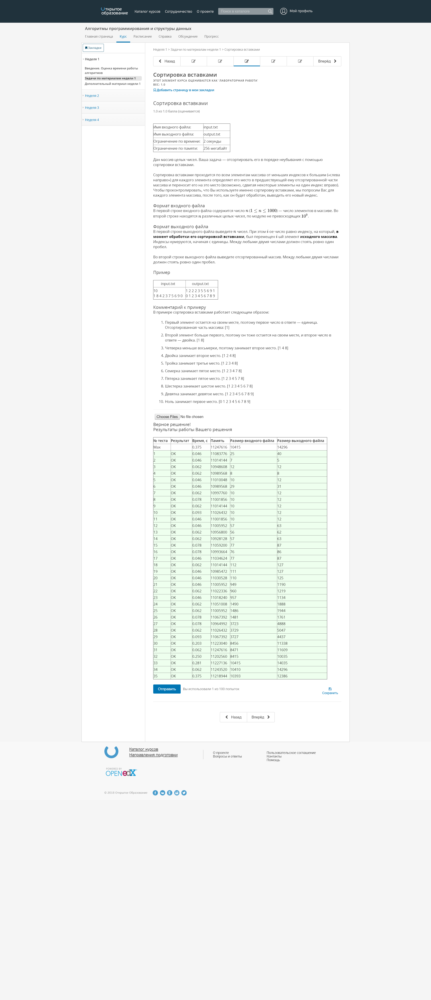 Открытое
образование
Каталог курсов Сотрудничество О проекте Поиск в каталоге Мой профиль
Алгоритмы программирования и структуры данных
Главная страница Курс Расписание Справка Обсуждение Прогресс
Закладки
Неделя 1
Введение. Оценка времени работы
алгоритмов
Задачи по материалам недели 1
Дополнительный материал недели 1
Неделя 2
Неделя 3
Неделя 4
Неделя 1 > Задачи по материалам недели 1 > Сортировка вставками
Назад Вперёд
Сортировка вставками
ЭТОТ ЭЛЕМЕНТ КУРСА ОЦЕНИВАЕТСЯ КАК 'ЛАБОРАТОРНАЯ РАБОТА'
ВЕС: 1.0
Добавить страницу в мои закладки
Сортировка вставками
1.0 из 1.0 балла (оценивается)
Имя входного файла: input.txt
Имя выходного файла: output.txt
Ограничение по времени: 2 секунды
Ограничение по памяти: 256 мегабайт
Дан массив целых чисел. Ваша задача — отсортировать его в порядке неубывания с помощью
сортировки вставками.
Сортировка вставками проходится по всем элементам массива от меньших индексов к большим («слева
направо») для каждого элемента определяет его место в предшествующей ему отсортированной части
массива и переносит его на это место (возможно, сдвигая некоторые элементы на один индекс вправо).
Чтобы проконтролировать, что Вы используете именно сортировку вставками, мы попросим Вас для
каждого элемента массива, после того, как он будет обработан, выводить его новый индекс.
Формат входного файла
В первой строке входного файла содержится число n (1 ≤ n ≤ 1000) — число элементов в массиве. Во
второй строке находятся n различных целых чисел, по модулю не превосходящих 10⁹.
Формат выходного файла
В первой строке выходного файла выведите n чисел. При этом i-ое число равно индексу, на который, в
момент обработки его сортировкой вставками, был перемещен i-ый элемент исходного массива.
Индексы нумеруются, начиная с единицы. Между любыми двумя числами должен стоять ровно один
пробел.
Во второй строке выходного файла выведите отсортированный массив. Между любыми двумя числами
должен стоять ровно один пробел.
Пример
input.txt output.txt
10 1 2 2 2 3 5 5 6 9 1
1 8 4 2 3 7 5 6 9 0 0 1 2 3 4 5 6 7 8 9
Комментарий к примеру
В примере сортировка вставками работает следующим образом:
1. Первый элемент остается на своем месте, поэтому первое число в ответе — единица.
Отсортированная часть массива: [1]
2. Второй элемент больше первого, поэтому он тоже остается на своем месте, и второе число в
ответе — двойка. [1 8]
3. Четверка меньше восьмерки, поэтому занимает второе место. [1 4 8]
4. Двойка занимает второе место. [1 2 4 8]
5. Тройка занимает третье место. [1 2 3 4 8]
6. Семерка занимает пятое место. [1 2 3 4 7 8]
7. Пятерка занимает пятое место. [1 2 3 4 5 7 8]
8. Шестерка занимает шестое место. [1 2 3 4 5 6 7 8]
9. Девятка занимает девятое место. [1 2 3 4 5 6 7 8 9]
10. Ноль занимает первое место. [0 1 2 3 4 5 6 7 8 9]
Choose Files No file chosen
Верное решение!
Результаты работы Вашего решения
№ теста Результат Время, с Память Размер входного файла Размер выходного файла
Max 0.375 11247616 10415 14296
1 OK 0.046 11083776 25 40
2 OK 0.046 11014144 7 5
3 OK 0.062 10948608 12 12
4 OK 0.062 10989568 8 8
5 OK 0.046 11010048 10 12
6 OK 0.046 10989568 29 31
7 OK 0.062 10997760 10 12
8 OK 0.078 11001856 10 12
9 OK 0.062 11014144 10 12
10 OK 0.093 11026432 10 12
11 OK 0.046 11001856 10 12
12 OK 0.046 11005952 57 63
13 OK 0.062 10956800 56 62
14 OK 0.062 10928128 57 63
15 OK 0.078 11059200 77 87
16 OK 0.078 10993664 76 86
17 OK 0.046 11034624 77 87
18 OK 0.062 11014144 112 127
19 OK 0.046 10985472 111 127
20 OK 0.046 11030528 110 125
21 OK 0.046 11005952 949 1190
22 OK 0.062 11022336 960 1219
23 OK 0.046 11018240 957 1134
24 OK 0.062 11051008 1490 1888
25 OK 0.062 11005952 1486 1944
26 OK 0.078 11067392 1481 1761
27 OK 0.078 10964992 3723 4888
28 OK 0.062 11026432 3729 5047
29 OK 0.093 11067392 3727 4437
30 OK 0.203 11223040 8456 11338
31 OK 0.062 11247616 8471 11609
32 OK 0.250 11202560 8415 10035
33 OK 0.281 11227136 10415 14035
34 OK 0.062 11243520 10410 14296
35 OK 0.375 11218944 10393 12386
Отправить Вы использовали 1 из 100 попыток
Сохранить
Назад Вперёд
Каталог курсов
Направления подготовки
О проекте
Вопросы и ответы
Пользовательское соглашение
Контакты
Помощь
POWERED BY
OPEN edX
© 2018 Открытое Образование